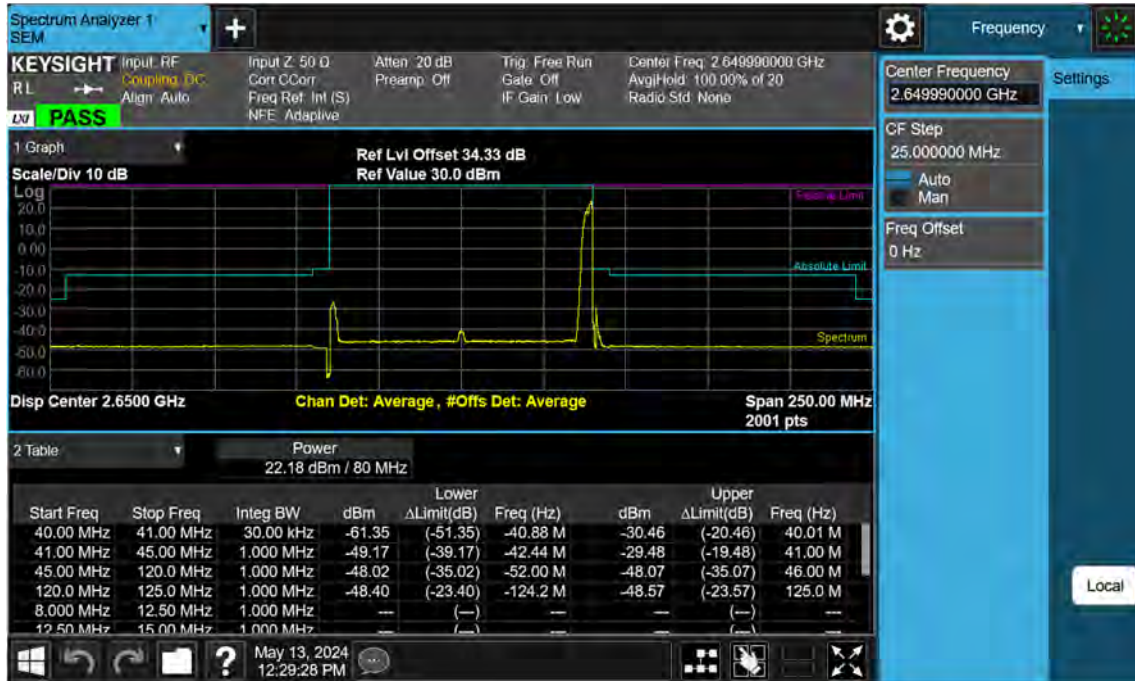 Spectrum Analyzer 1
SEM
Frequency
KEYSIGHT Input: RF Input Z: 50 Ω Atten: 20 dB Trig: Free Run Center Freq: 2.649990000 GHz
RL Coupling: DC Corr CCorr Preamp: Off Gate: Off Avg|Hold: 100.00% of 20
Align: Auto Freq Ref: Int (S) IF Gain: Low Radio Std: None
LXI PASS NFE: Adaptive
Center Frequency
2.649990000 GHz
Settings
CF Step
25.000000 MHz
Auto
Man
Freq Offset
0 Hz
1 Graph
Ref Lvl Offset 34.33 dB
Scale/Div 10 dB Ref Value 30.0 dBm
Log
20.0
10.0
0.00
-10.0
-20.0
-30.0
-40.0
-50.0
-60.0
Absolute Limit
Spectrum
Disp Center 2.6500 GHz Chan Det: Average, #Offs Det: Average Span 250.00 MHz
2001 pts
2 Table
Power
22.18 dBm / 80 MHz
Lower Upper
Start Freq Stop Freq Integ BW dBm ΔLimit(dB) Freq (Hz) dBm ΔLimit(dB) Freq (Hz)
40.00 MHz 41.00 MHz 30.00 kHz -61.35 (-51.35) -40.88 M -30.46 (-20.46) 40.01 M
41.00 MHz 45.00 MHz 1.000 MHz -49.17 (-39.17) -42.44 M -29.48 (-19.48) 41.00 M
45.00 MHz 120.0 MHz 1.000 MHz -48.02 (-35.02) -52.00 M -48.07 (-35.07) 46.00 M
120.0 MHz 125.0 MHz 1.000 MHz -48.40 (-23.40) -124.2 M -48.57 (-23.57) 125.0 M
8.000 MHz 12.50 MHz 1.000 MHz --- (---) --- --- (---) ---
12.50 MHz 15.00 MHz 1.000 MHz --- (---) --- --- (---) ---
Local
May 13, 2024
12:29:28 PM